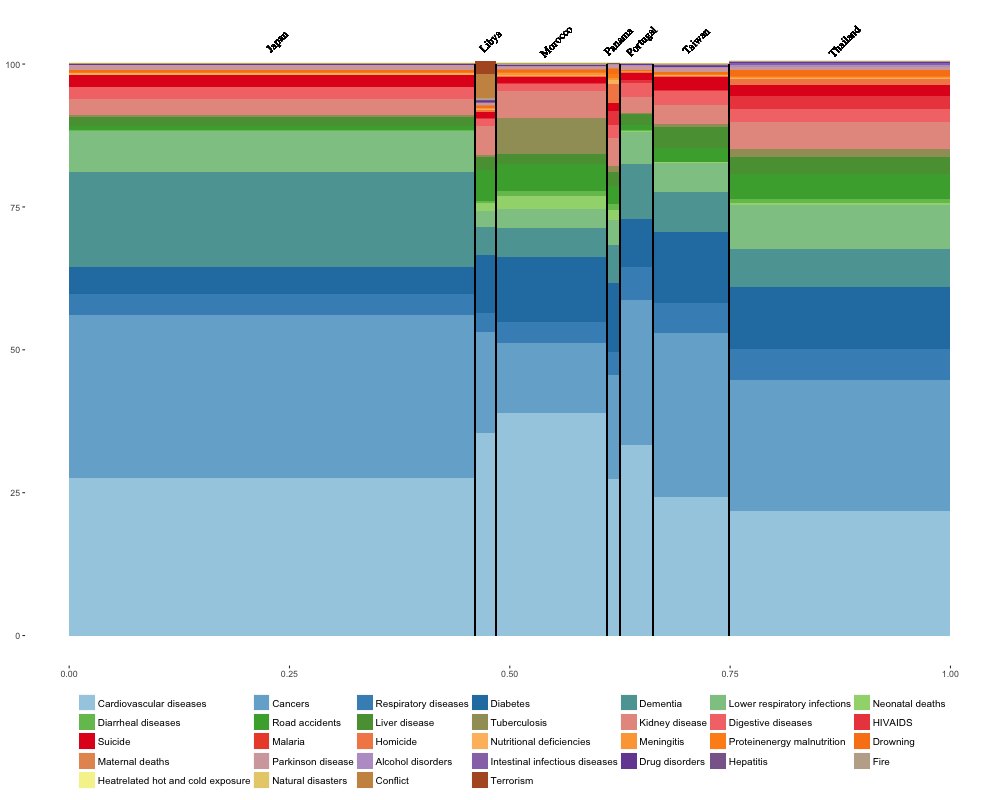 Japan Libya Morocco Panama Portugal Taiwan Thailand
100
75
50
25
0
0.00 0.25 0.50 0.75 1.00
Cardiovascular diseases Cancers Respiratory diseases Diabetes Dementia Lower respiratory infections Neonatal deaths
Diarrheal diseases Road accidents Liver disease Tuberculosis Kidney disease Digestive diseases HIVAIDS
Suicide Malaria Homicide Nutritional deficiencies Meningitis Proteinenergy malnutrition Drowning
Maternal deaths Parkinson disease Alcohol disorders Intestinal infectious diseases Drug disorders Hepatitis Fire
Heatrelated hot and cold exposure Natural disasters Conflict Terrorism